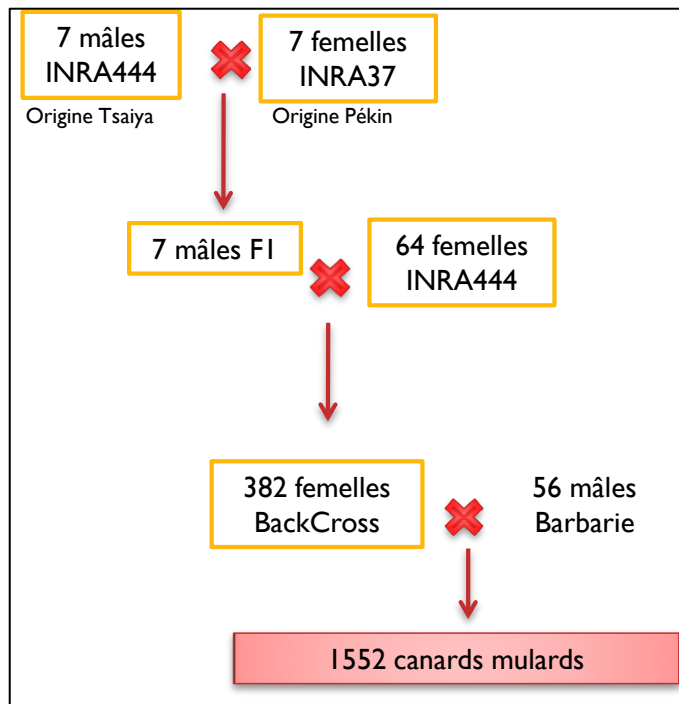 7 mâles
INRA444
7 femelles
INRA37
Origine Tsaiya
Origine Pékin
7 mâles F1
64 femelles
INRA444
382 femelles
BackCross
56 mâles
Barbarie
1552 canards mulards